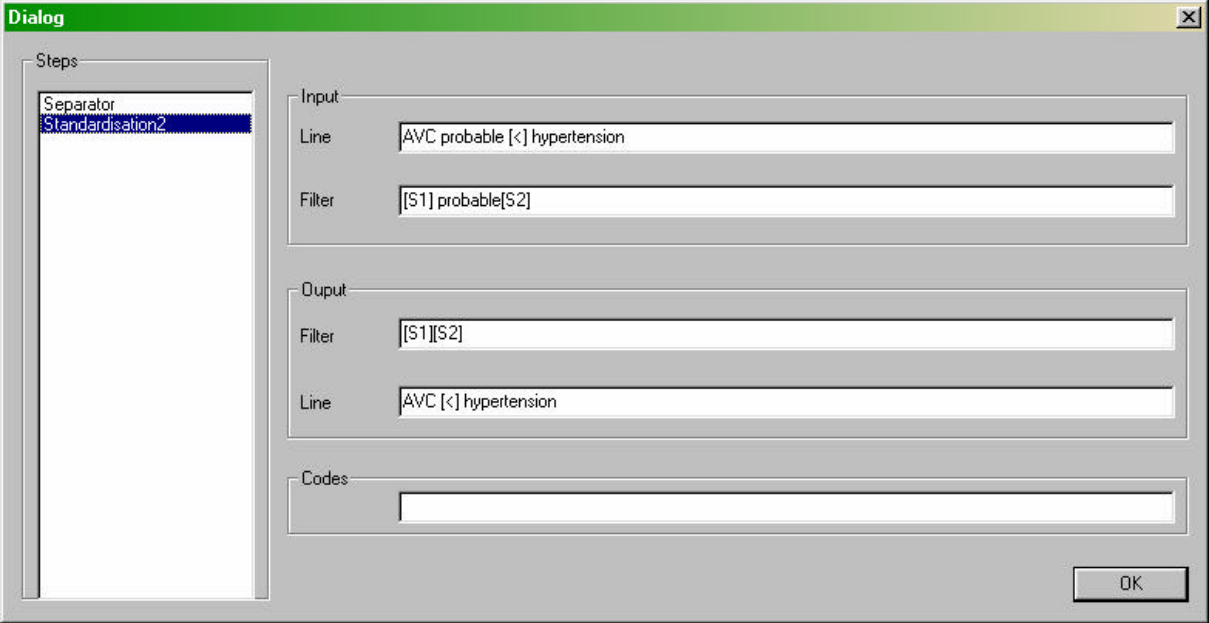 Dialog
Steps
Separator
Standardisation2
Input
Line
AVC probable [<] hypertension
Filter
[S1] probable[S2]
Ouput
Filter
[S1][S2]
Line
AVC [<] hypertension
Codes
OK